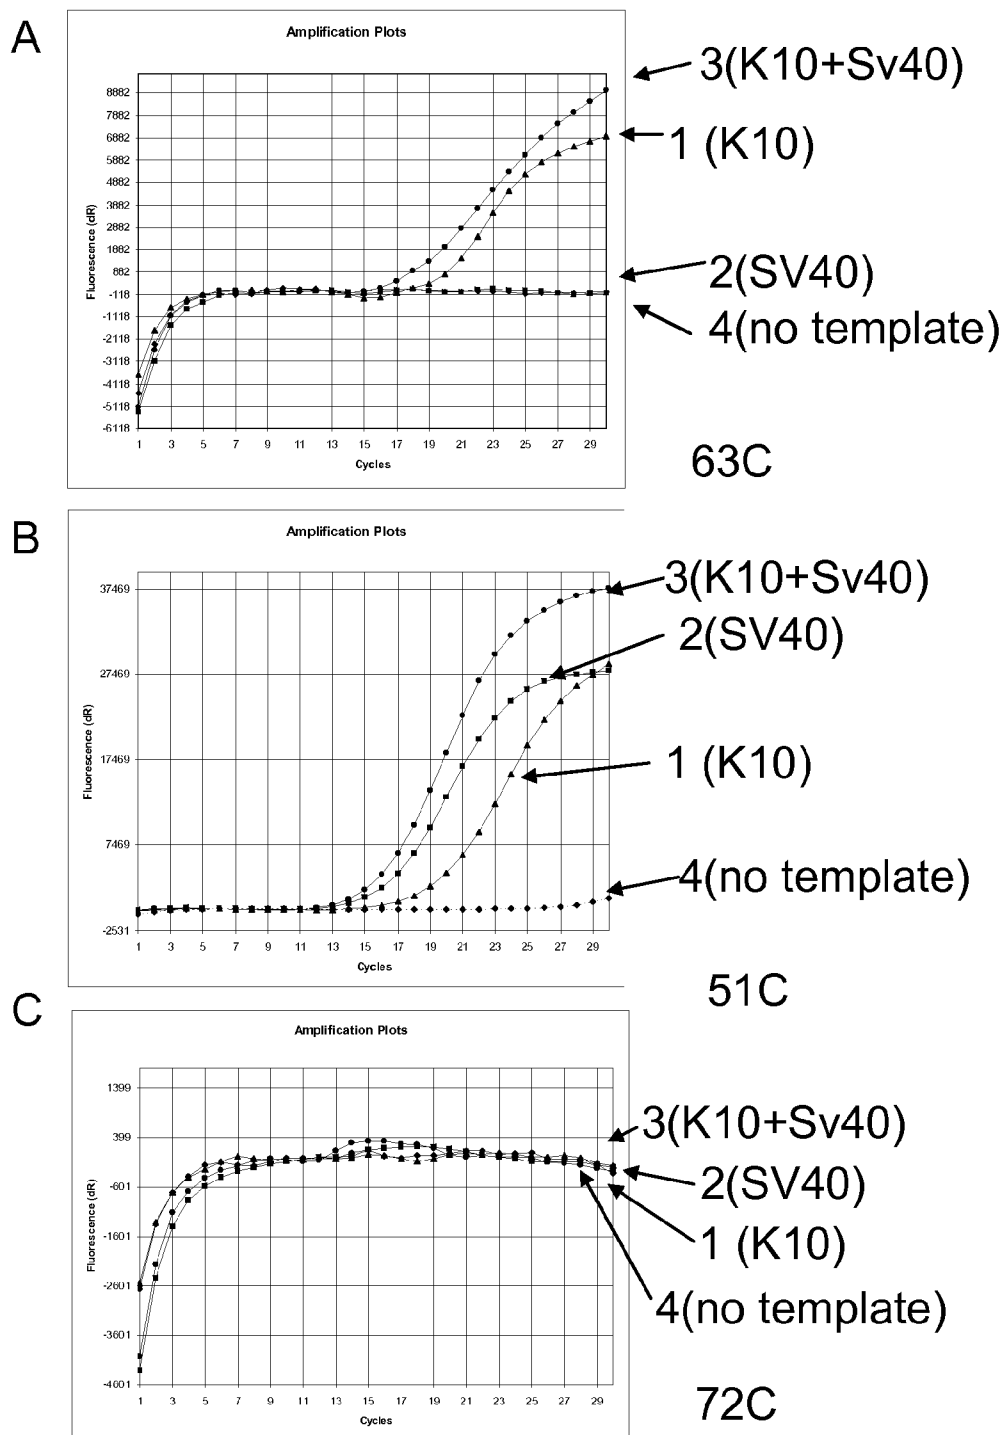 A
Amplification Plots
Fluorescence (dR)
8882
7882
6882
5882
4882
3882
2882
1882
882
-118
-1118
-2118
-3118
-4118
-5118
-6118
1 3 5 7 9 11 13 15 17 19 21 23 25 27 29
Cycles
3(K10+Sv40)
1 (K10)
2(SV40)
4(no template)
63C
B
Amplification Plots
Fluorescence (dR)
37469
27469
17469
7469
-2531
1 3 5 7 9 11 13 15 17 19 21 23 25 27 29
Cycles
3(K10+Sv40)
2(SV40)
1 (K10)
4(no template)
51C
C
Amplification Plots
Fluorescence (dR)
1399
399
-601
-1601
-2601
-3601
-4601
1 3 5 7 9 11 13 15 17 19 21 23 25 27 29
Cycles
3(K10+Sv40)
2(SV40)
1 (K10)
4(no template)
72C